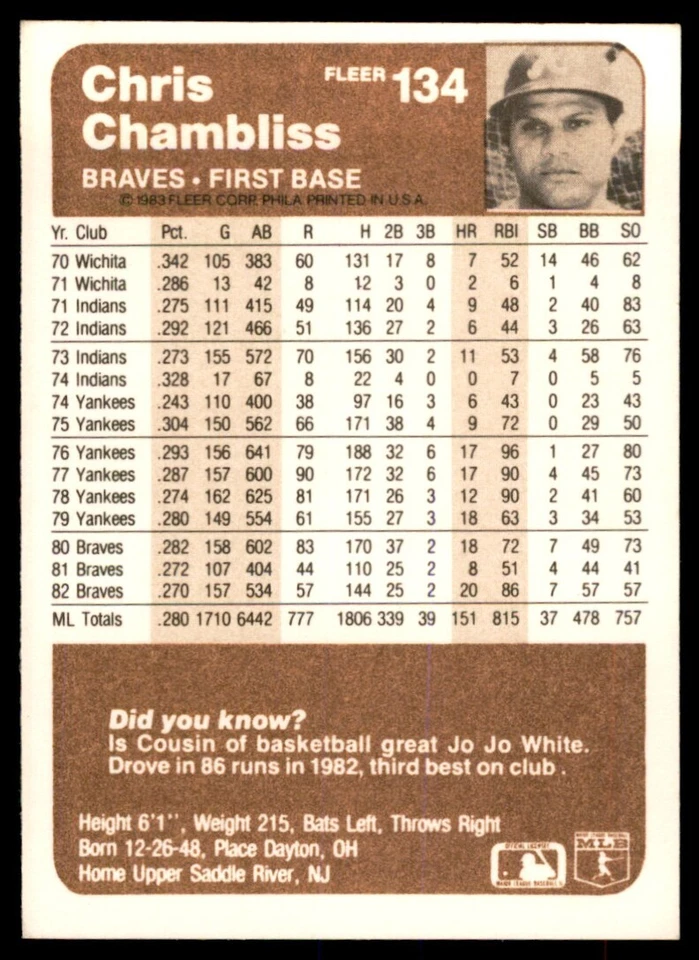 Chris
Chambliss
FLEER 134
BRAVES • FIRST BASE
© 1983 FLEER CORP. PHILA PRINTED IN U.S.A.
Yr. Club Pct. G AB R H 2B 3B HR RBI SB BB SO
70 Wichita .342 105 383 60 131 17 8 7 52 14 46 62
71 Wichita .286 13 42 8 12 3 0 2 6 1 4 8
71 Indians .275 111 415 49 114 20 4 9 48 2 40 83
72 Indians .292 121 466 51 136 27 2 6 44 3 26 63
73 Indians .273 155 572 70 156 30 2 11 53 4 58 76
74 Indians .328 17 67 8 22 4 0 0 7 0 5 5
74 Yankees .243 110 400 38 97 16 3 6 43 0 23 43
75 Yankees .304 150 562 66 171 38 4 9 72 0 29 50
76 Yankees .293 156 641 79 188 32 6 17 96 1 27 80
77 Yankees .287 157 600 90 172 32 6 17 90 4 45 73
78 Yankees .274 162 625 81 171 26 3 12 90 2 41 60
79 Yankees .280 149 554 61 155 27 3 18 63 3 34 53
80 Braves .282 158 602 83 170 37 2 18 72 7 49 73
81 Braves .272 107 404 44 110 25 2 8 51 4 44 41
82 Braves .270 157 534 57 144 25 2 20 86 7 57 57
ML Totals .280 1710 6442 777 1806 339 39 151 815 37 478 757
Did you know?
Is Cousin of basketball great Jo Jo White.
Drove in 86 runs in 1982, third best on club .
Height 6'1'', Weight 215, Bats Left, Throws Right
Born 12-26-48, Place Dayton, OH
Home Upper Saddle River, NJ
MAJOR LEAGUE BASEBALL
MLB